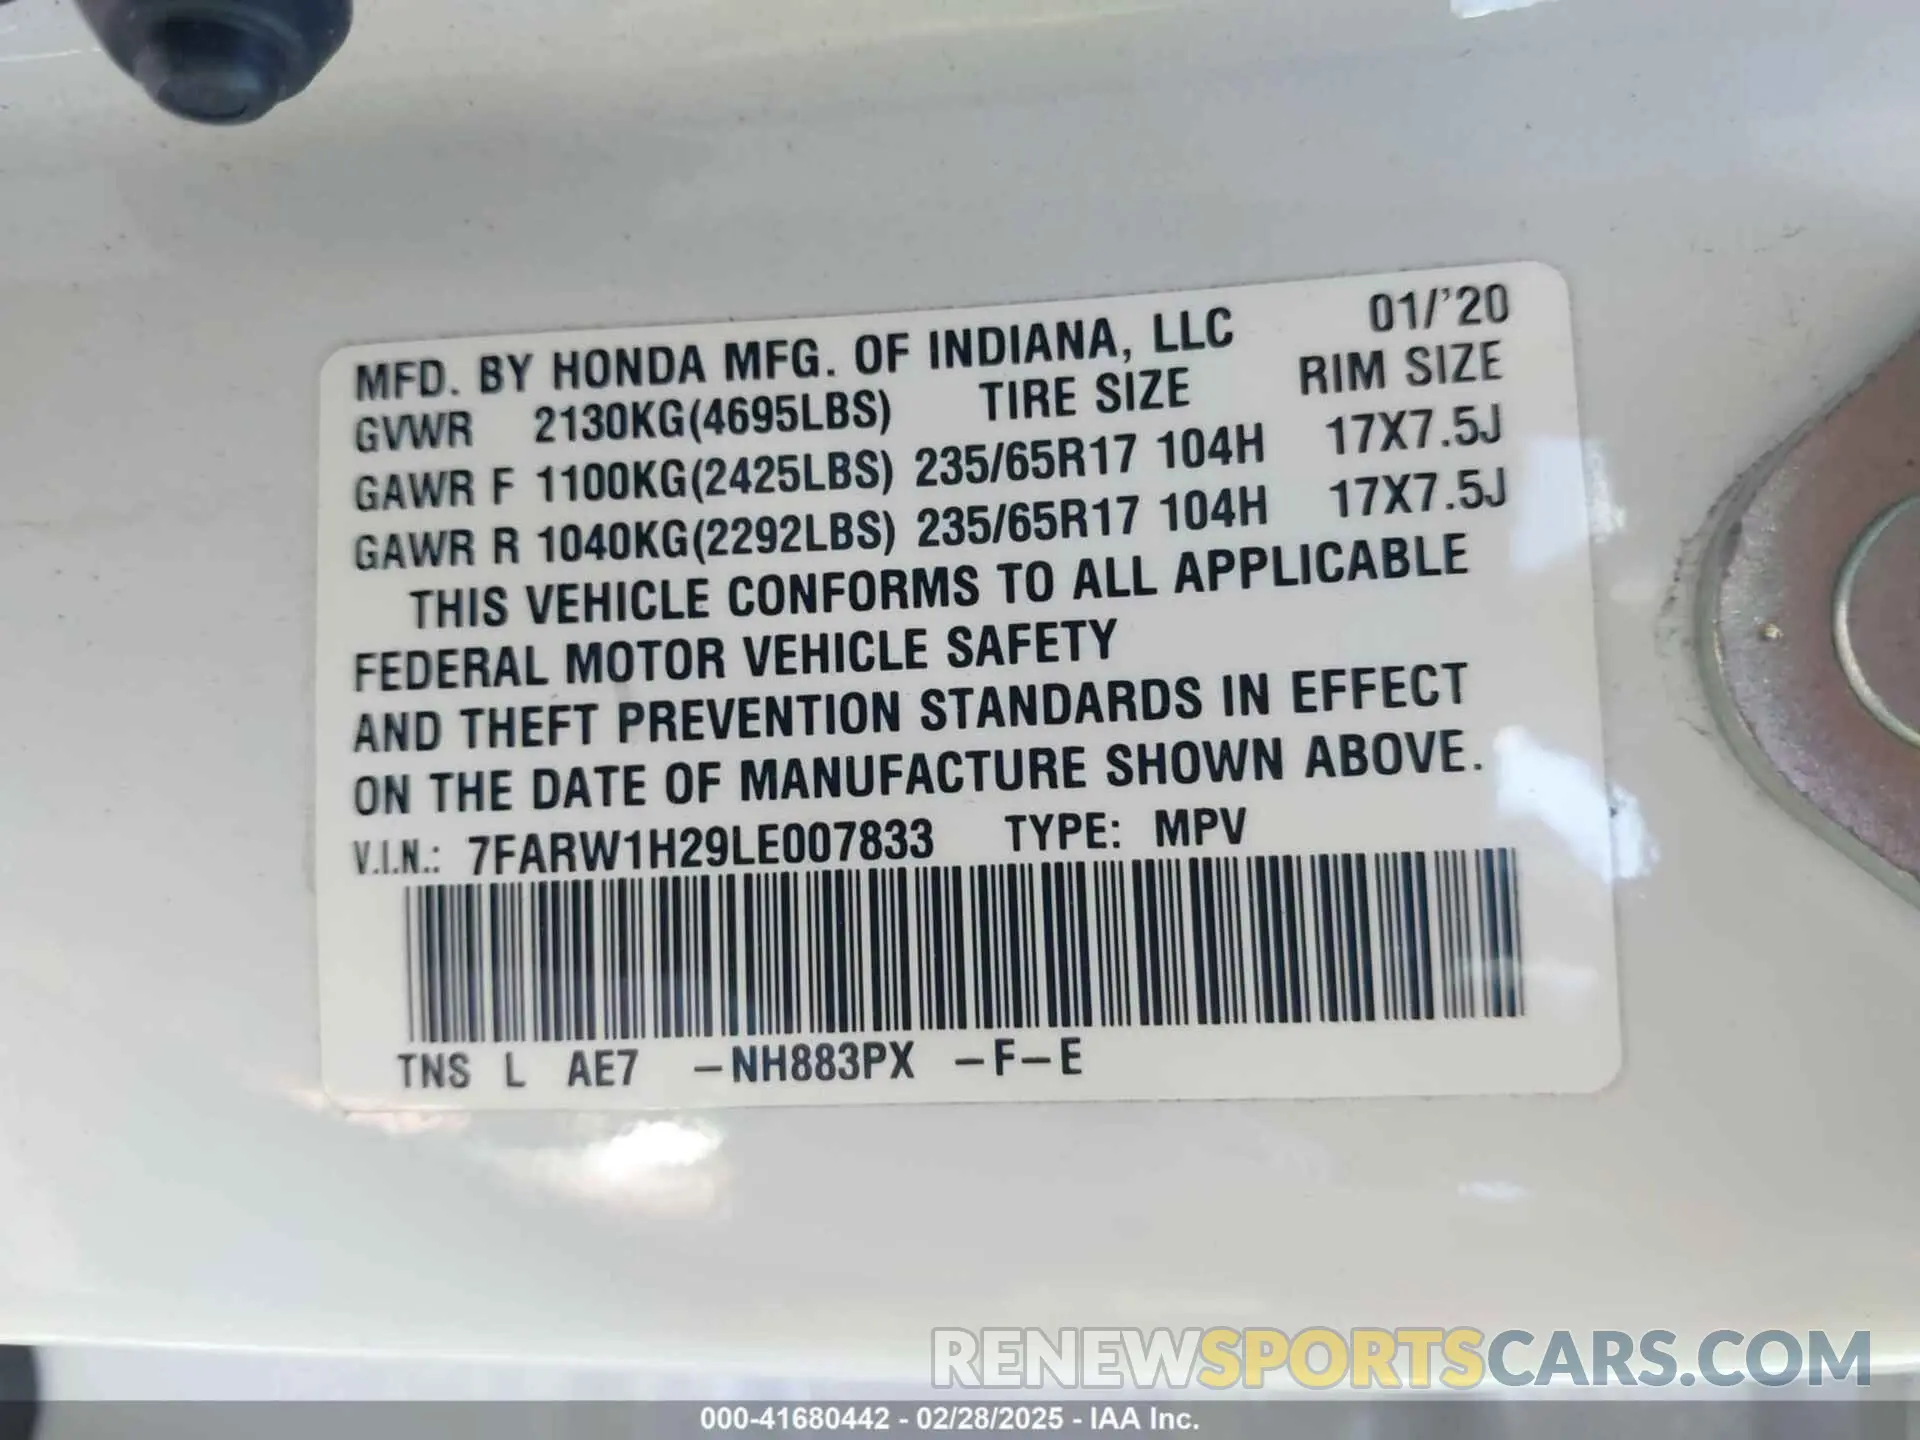 MFD. BY HONDA MFG. OF INDIANA, LLC 01/'20
GVWR 2130KG(4695LBS) TIRE SIZE RIM SIZE
GAWR F 1100KG(2425LBS) 235/65R17 104H 17X7.5J
GAWR R 1040KG(2292LBS) 235/65R17 104H 17X7.5J
THIS VEHICLE CONFORMS TO ALL APPLICABLE
FEDERAL MOTOR VEHICLE SAFETY
AND THEFT PREVENTION STANDARDS IN EFFECT
ON THE DATE OF MANUFACTURE SHOWN ABOVE.
V.I.N.: 7FARW1H29LE007833 TYPE: MPV
TNS L AE7 –NH883PX –F–E
RENEWSPORTSCARS.COM
000-41680442 - 02/28/2025 - IAA Inc.